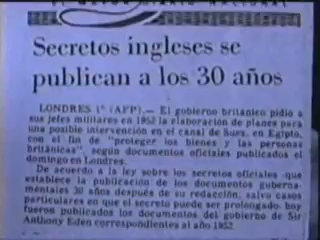 NACIONAL
Secretos ingleses se
publican a los 30 años
LONDRES 1º (AFP).— El gobierno británico pidió a
sus jefes militares en 1952 la elaboración de planes para
una posible intervención en el canal de Suez, en Egipto,
con el fin de "proteger los bienes y las personas
británicas", según documentos oficiales publicados el
domingo en Londres.
De acuerdo a la ley sobre los secretos oficiales -que
establece la publicación de los documentos guberna-
mentales 30 años después de su redacción, salvo casos
particulares en que el secreto puede ser prolongado- hoy
fueron publicados los documentos del gobierno de Sir
Anthony Eden correspondientes al año 1952.